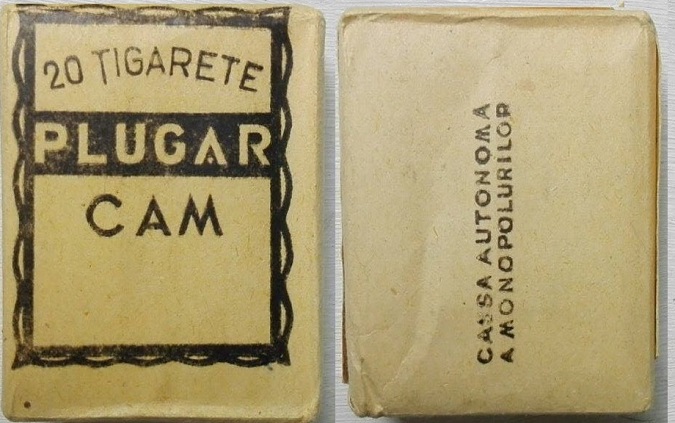 20 TIGARETE
PLUGAR
CAM
CASSA AUTONOMA
A MONOPOLURILOR